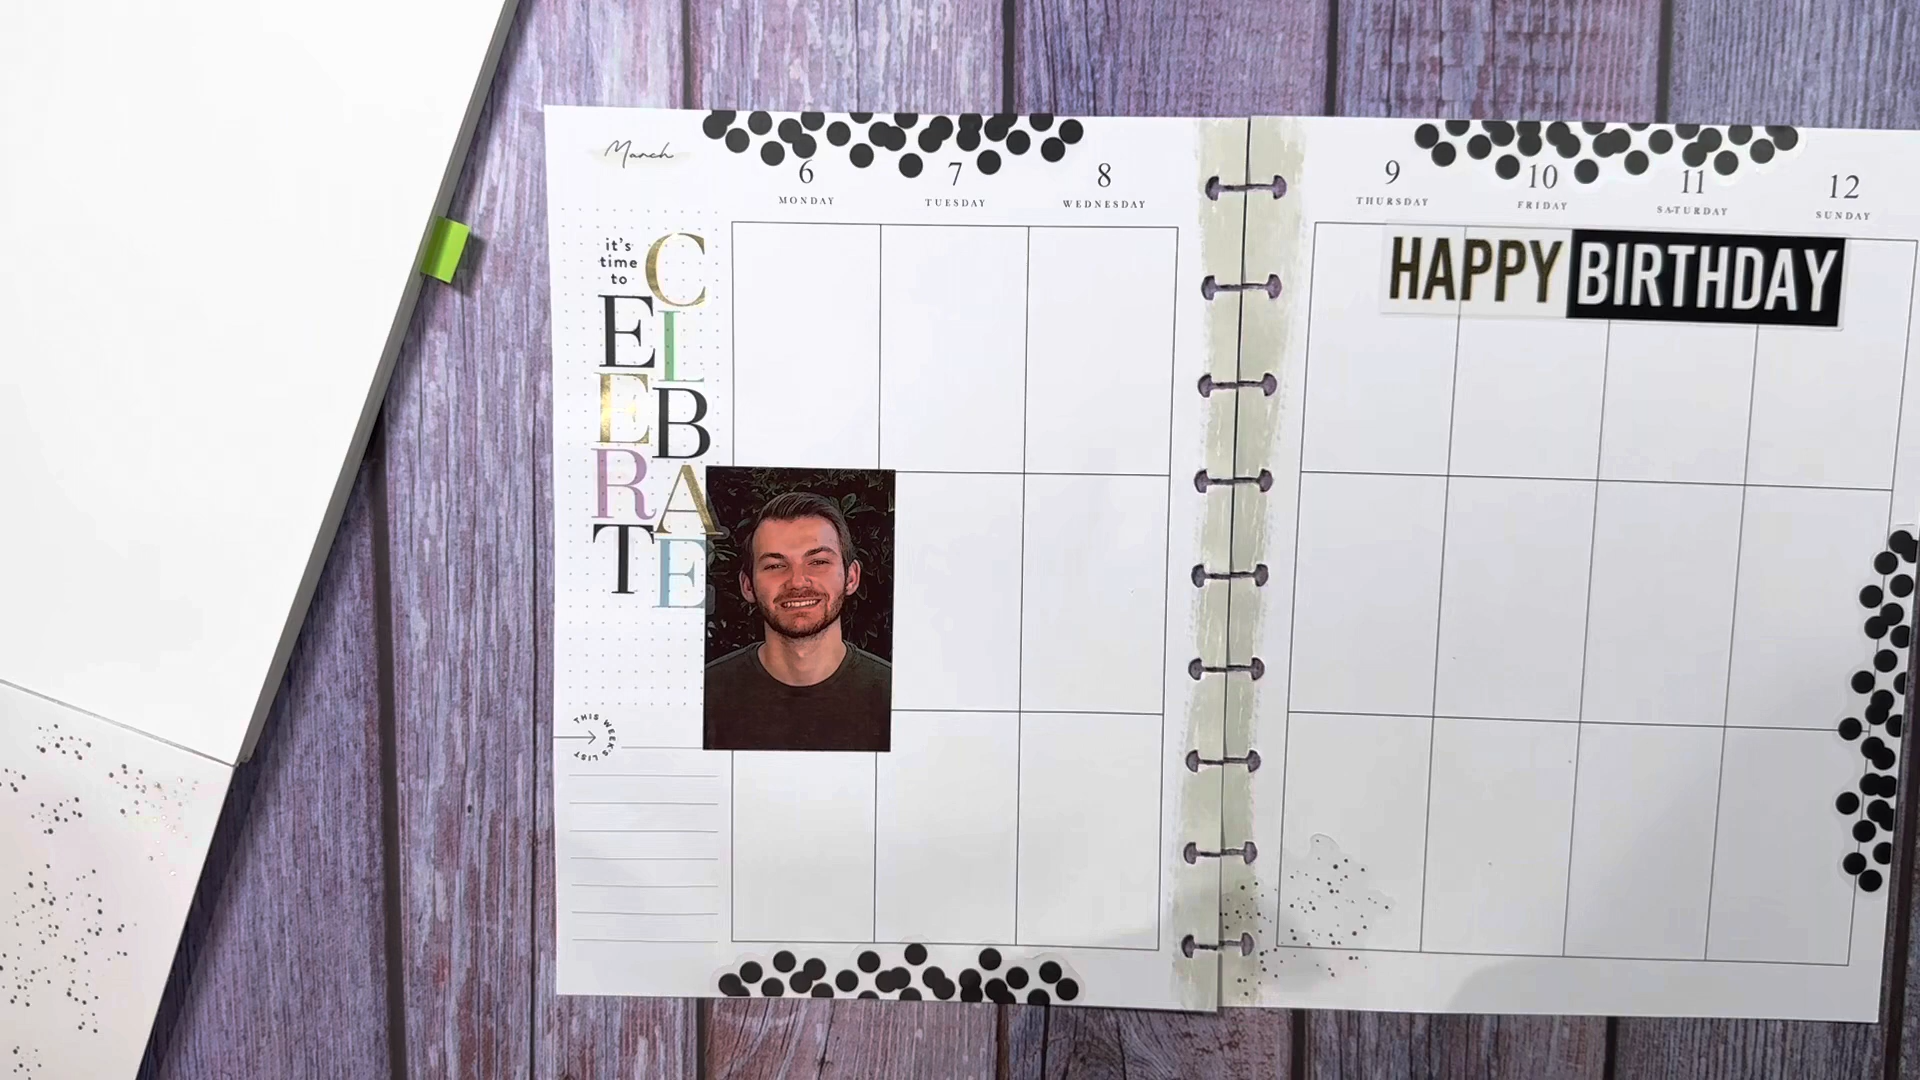 March
6
MONDAY
7
TUESDAY
8
WEDNESDAY
9
THURSDAY
10
FRIDAY
11
SATURDAY
12
SUNDAY
it's
time
to
CELEBRATE
HAPPY BIRTHDAY
THIS WEEK'S LIST